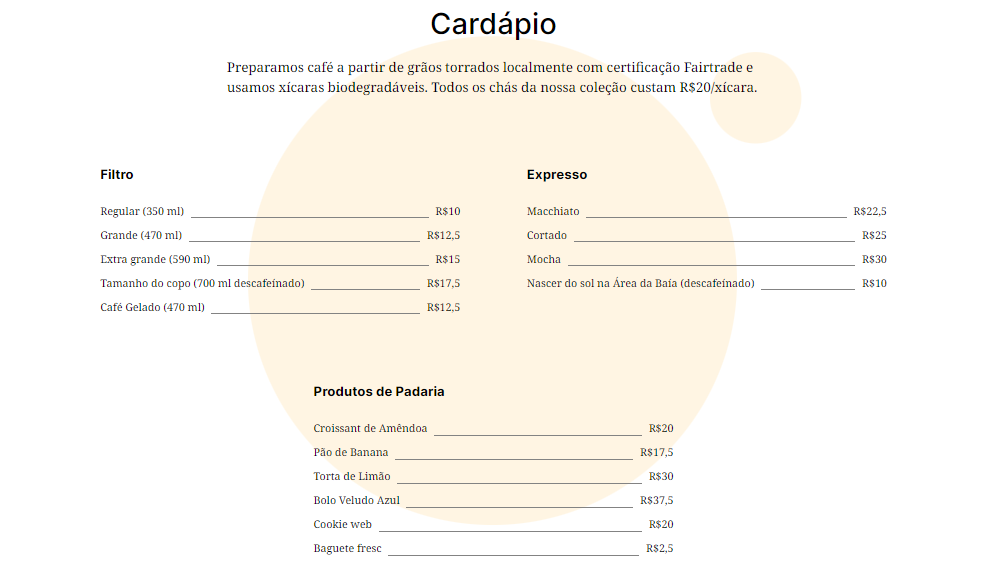 Cardápio
Preparamos café a partir de grãos torrados localmente com certificação Fairtrade e
usamos xícaras biodegradáveis. Todos os chás da nossa coleção custam R$20/xícara.
Filtro
Regular (350 ml) R$10
Grande (470 ml) R$12,5
Extra grande (590 ml) R$15
Tamanho do copo (700 ml descafeínado) R$17,5
Café Gelado (470 ml) R$12,5
Expresso
Macchiato R$22,5
Cortado R$25
Mocha R$30
Nascer do sol na Área da Baía (descafeínado) R$10
Produtos de Padaria
Croissant de Amêndoa R$20
Pão de Banana R$17,5
Torta de Limão R$30
Bolo Veludo Azul R$37,5
Cookie web R$20
Baguete fresc R$2,5